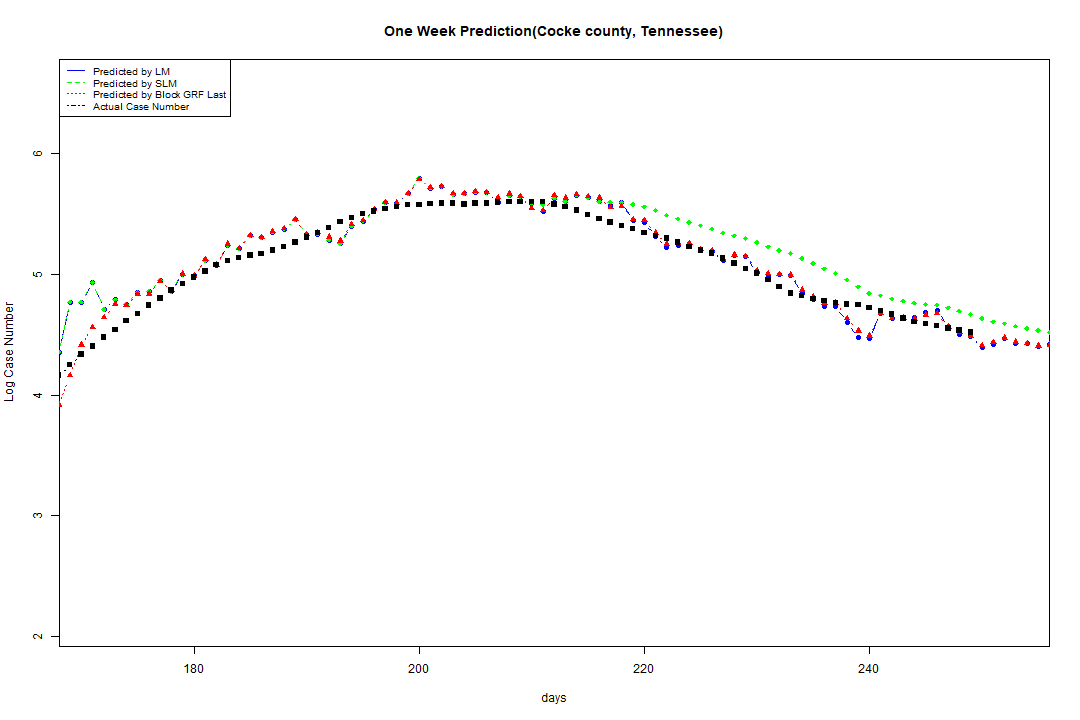 One Week Prediction(Cocke county, Tennessee)
Predicted by LM
Predicted by SLM
Predicted by Block GRF Last
Actual Case Number
Log Case Number
6
5
4
3
2
180
200
220
240
days